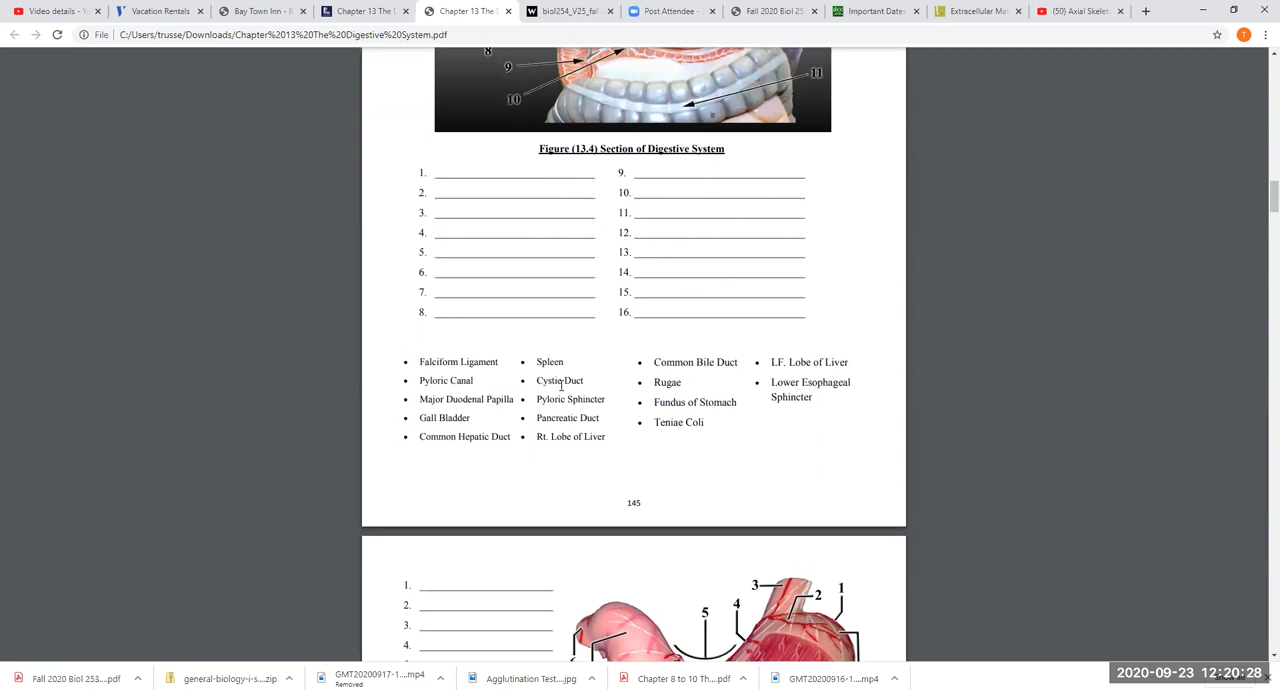 Video details - Y
Vacation Rentals
Bay Town Inn - B
Chapter 13 The D
Chapter 13 The D
biol254_V25_fal
Post Attendee -
Fall 2020 Biol 25
Important Dates
Extracellular Ma
(50) Axial Skelet
File C:/Users/trusse/Downloads/Chapter%2013%20The%20Digestive%20System.pdf
T
8
9
10
11
Figure (13.4) Section of Digestive System
1. 9.
2. 10.
3. 11.
4. 12.
5. 13.
6. 14.
7. 15.
8. 16.
• Falciform Ligament • Spleen • Common Bile Duct • LF. Lobe of Liver
• Pyloric Canal • Cystic Duct • Rugae • Lower Esophageal
Sphincter
• Major Duodenal Papilla • Pyloric Sphincter • Fundus of Stomach
• Gall Bladder • Pancreatic Duct • Teniae Coli
• Common Hepatic Duct • Rt. Lobe of Liver
145
1.
2.
3.
4.
3
2
1
4
5
Fall 2020 Biol 253....pdf
general-biology-i-s....zip
GMT20200917-1....mp4
Removed
Agglutination Test....jpg
Chapter 8 to 10 Th....pdf
GMT20200916-1....mp4
2020-09-23 12:20:28